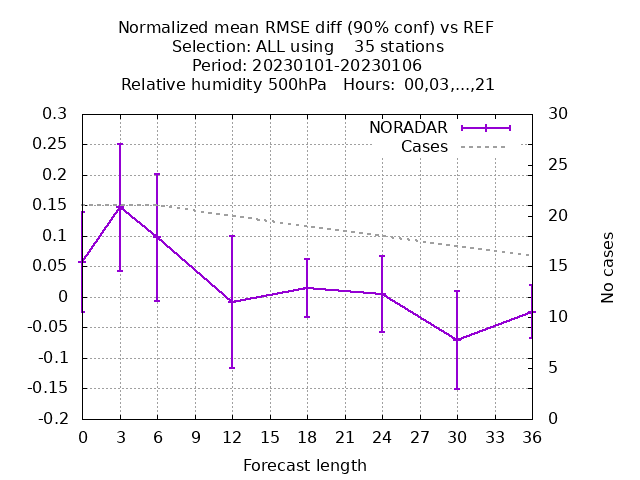 Normalized mean RMSE diff (90% conf) vs REF
Selection: ALL using    35 stations
Period: 20230101-20230106
Relative humidity 500hPa   Hours: 00,03,...,21
NORADAR
Cases
0.3
0.25
0.2
0.15
0.1
0.05
0
-0.05
-0.1
-0.15
-0.2
30
25
20
15
10
5
0
No cases
0 3 6 9 12 15 18 21 24 27 30 33 36
Forecast length